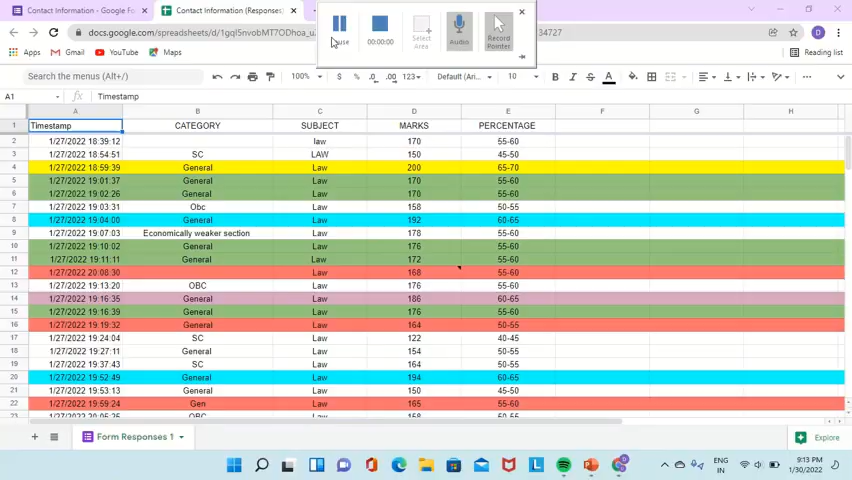 Contact Information - Google Fo
Contact Information (Responses)
Pause
00:00:00
Select Area
Audio
Record Pointer
docs.google.com/spreadsheets/d/1gqI5nvobMT7ODhoa_u
34727
Apps
Gmail
YouTube
Maps
Reading list
Search the menus (Alt+/)
100%
$ % .0 .00 123
Default (Ari...
10
B I S A
A1
fx
Timestamp
A B C D E F G H
1 Timestamp CATEGORY SUBJECT MARKS PERCENTAGE
2 1/27/2022 18:39:12 law 170 55-60
3 1/27/2022 18:54:51 SC LAW 150 45-50
4 1/27/2022 18:59:39 General Law 200 65-70
5 1/27/2022 19:01:37 General Law 170 55-60
6 1/27/2022 19:02:26 General Law 170 55-60
7 1/27/2022 19:03:31 Obc Law 158 50-55
8 1/27/2022 19:04:00 General Law 192 60-65
9 1/27/2022 19:07:03 Economically weaker section Law 178 55-60
10 1/27/2022 19:10:02 General Law 176 55-60
11 1/27/2022 19:11:11 General Law 172 55-60
12 1/27/2022 20:08:30 Law 168 55-60
13 1/27/2022 19:13:20 OBC Law 176 55-60
14 1/27/2022 19:16:35 General Law 186 60-65
15 1/27/2022 19:16:39 General Law 176 55-60
16 1/27/2022 19:19:32 General Law 164 50-55
17 1/27/2022 19:24:04 SC Law 122 40-45
18 1/27/2022 19:27:11 General Law 154 50-55
19 1/27/2022 19:37:43 SC Law 164 50-55
20 1/27/2022 19:52:49 General Law 194 60-65
21 1/27/2022 19:53:13 General Law 150 45-50
22 1/27/2022 19:59:24 Gen Law 165 55-60
23 1/27/2022 20:05:25 OBC Law 158 50-55
Form Responses 1
Explore
ENG
IN
9:13 PM
1/30/2022